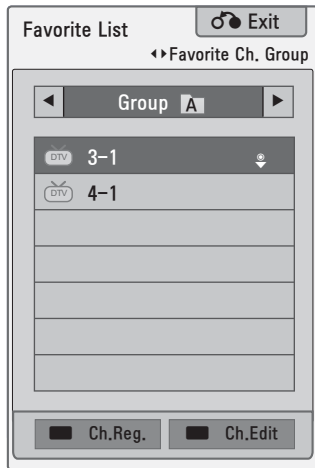 Favorite List
Exit
Favorite Ch. Group
Group A
DTV 3-1
DTV 4-1
Ch.Reg.
Ch.Edit